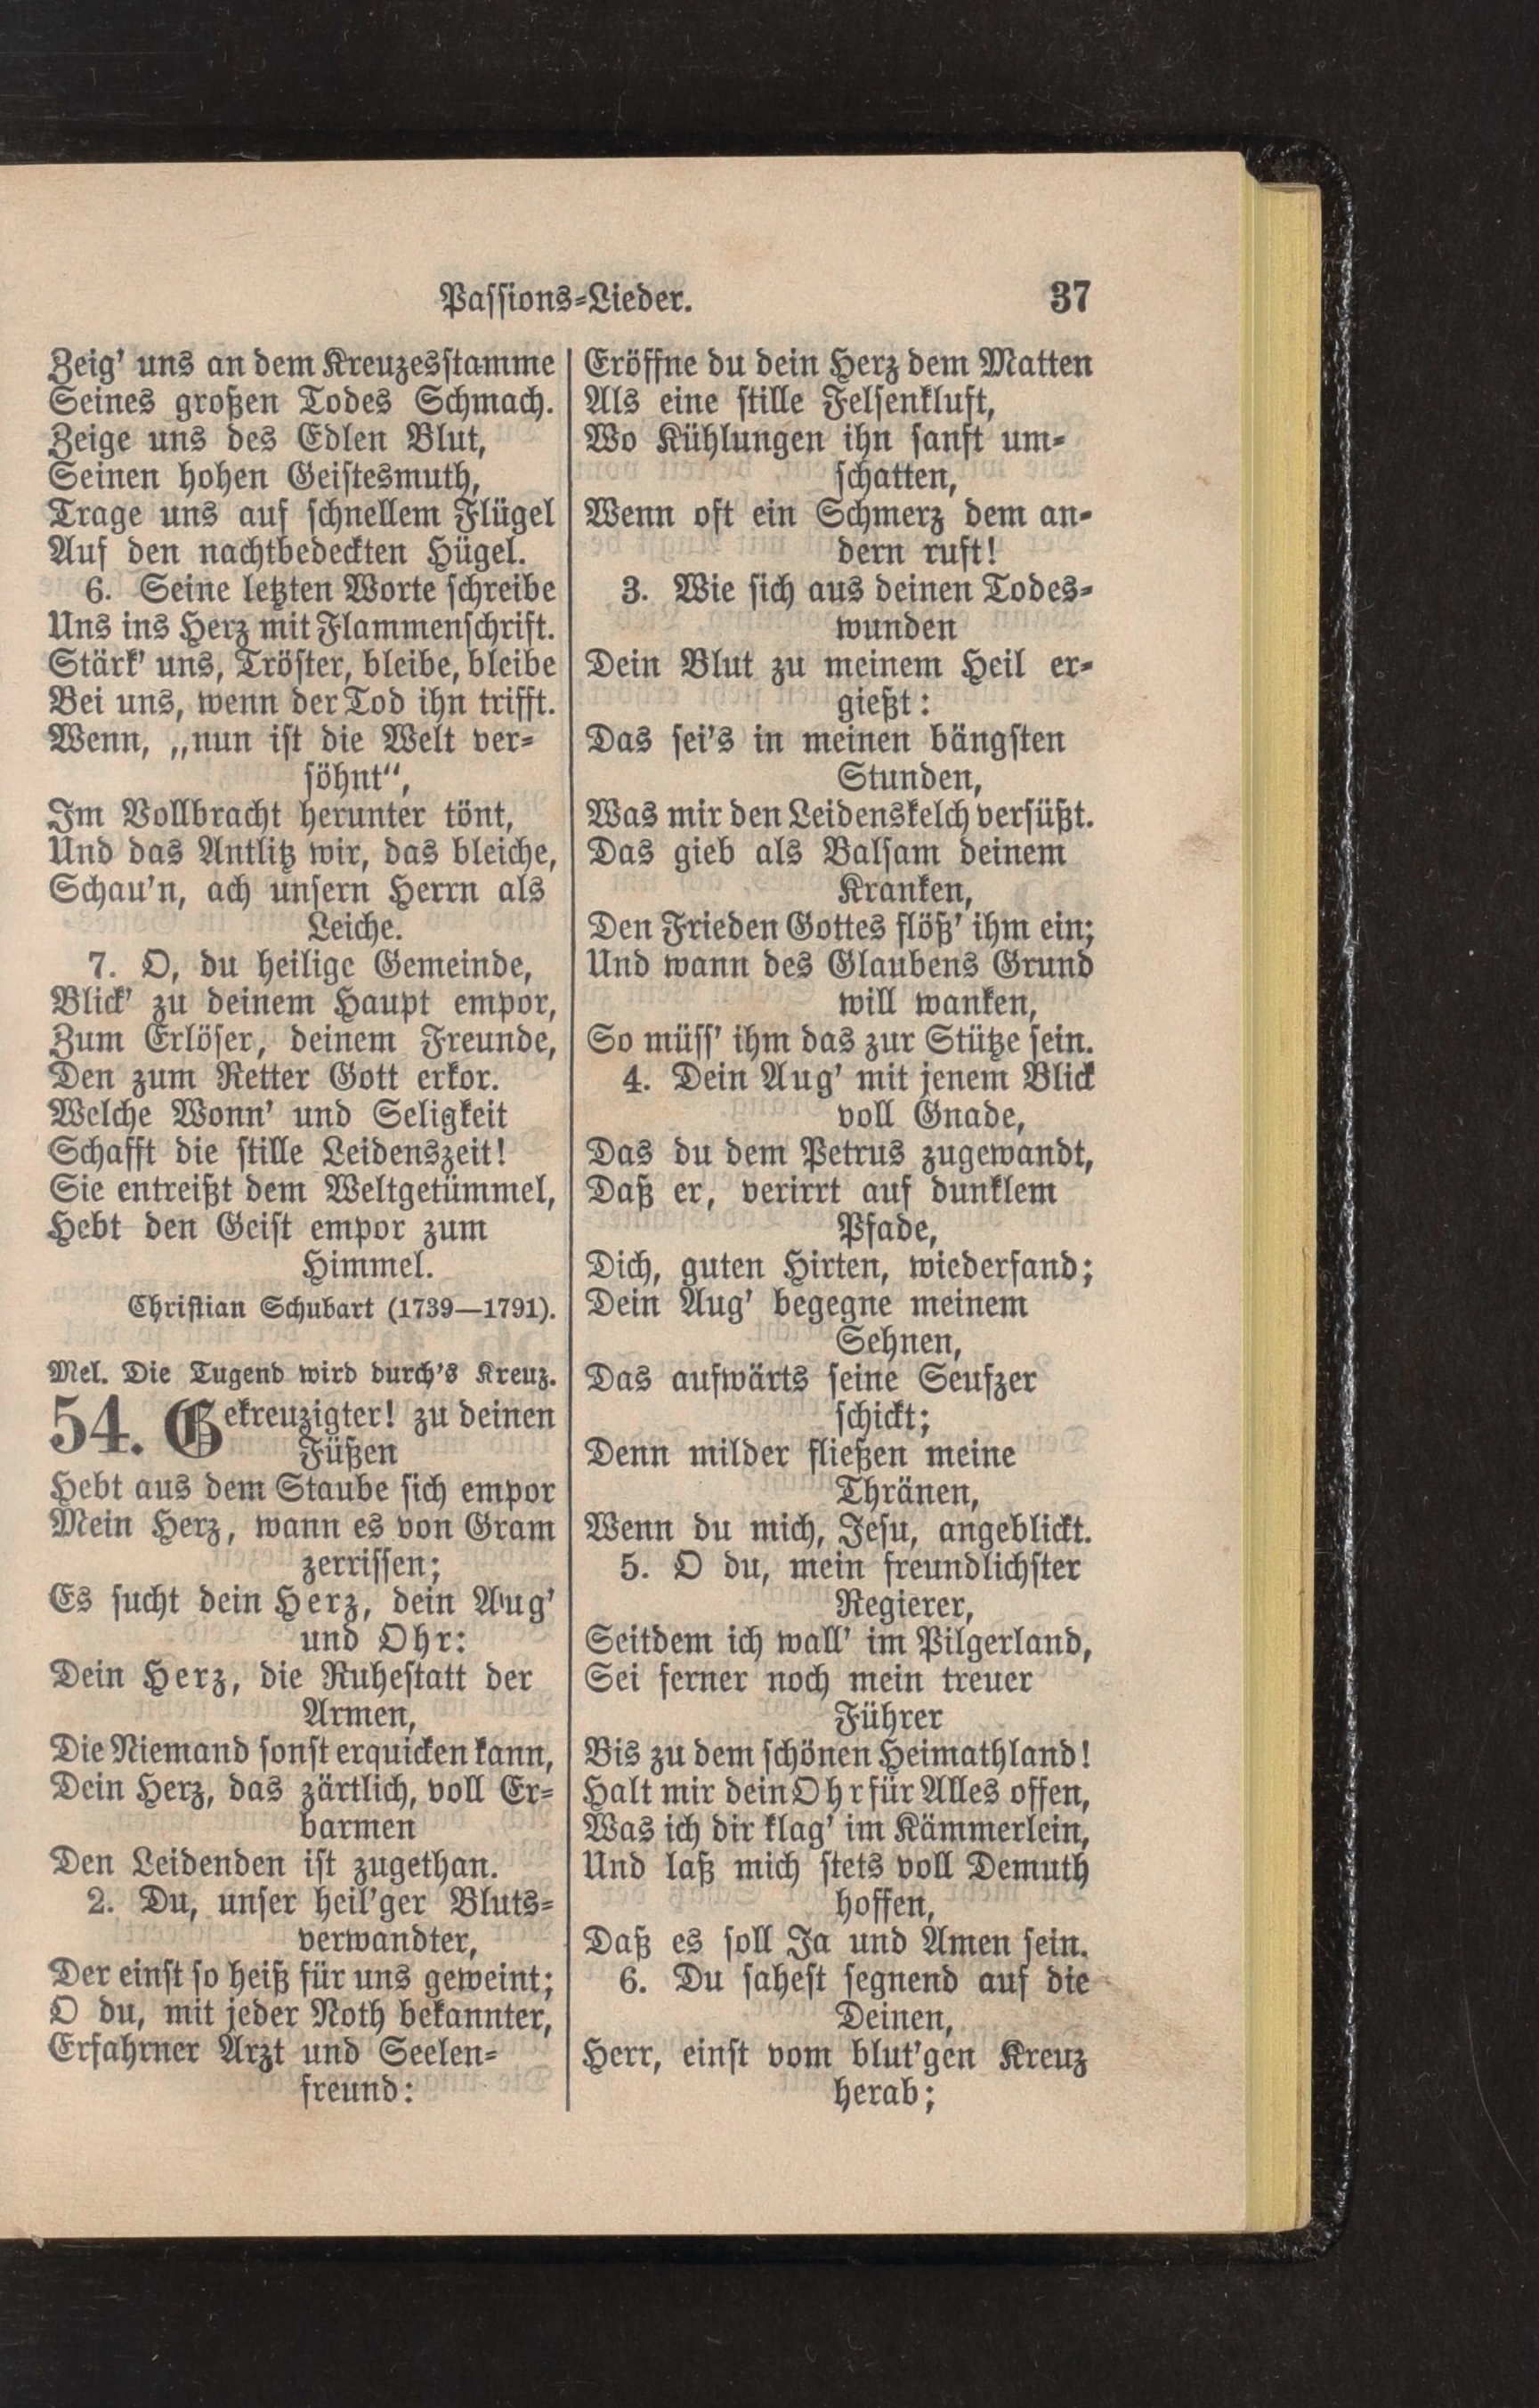 Passions-Lieder.
37
Zeig' uns an dem Kreuzesstamme
Seines großen Todes Schmach.
Zeige uns des Edlen Blut,
Seinen hohen Geistesmuth,
Trage uns auf schnellem Flügel
Auf den nachtbedeckten Hügel.
6. Seine letzten Worte schreibe
Uns ins Herz mit Flammenschrift.
Stärk' uns, Tröster, bleibe, bleibe
Bei uns, wenn der Tod ihn trifft.
Wenn, „nun ist die Welt ver-
söhnt“,
Im Vollbracht herunter tönt,
Und das Antlitz wir, das bleiche,
Schau'n, ach unsern Herrn als
Leiche.
7. O, du heilige Gemeinde,
Blick' zu deinem Haupt empor,
Zum Erlöser, deinem Freunde,
Den zum Retter Gott erkor.
Welche Wonn' und Seligkeit
Schafft die stille Leidenszeit!
Sie entreißt dem Weltgetümmel,
Hebt den Geist empor zum
Himmel.
Christian Schubart (1739—1791).
Mel. Die Tugend wird durch's Kreuz.
54. Gekreuzigter! zu deinen
Füßen
Hebt aus dem Staube sich empor
Mein Herz, wann es von Gram
zerrissen;
Es sucht dein Herz, dein Aug'
und Ohr:
Dein Herz, die Ruhestatt der
Armen,
Die Niemand sonst erquicken kann,
Dein Herz, das zärtlich, voll Er-
barmen
Den Leidenden ist zugethan.
2. Du, unser heil'ger Bluts-
verwandter,
Der einst so heiß für uns geweint;
O du, mit jeder Noth bekannter,
Erfahrner Arzt und Seelen-
freund:
Eröffne du dein Herz dem Matten
Als eine stille Felsenkluft,
Wo Kühlungen ihn sanft um-
schatten,
Wenn oft ein Schmerz dem an-
dern ruft!
3. Wie sich aus deinen Todes-
wunden
Dein Blut zu meinem Heil er-
gießt:
Das sei's in meinen bängsten
Stunden,
Was mir den Leidenskelch versüßt.
Das gieb als Balsam deinem
Kranken,
Den Frieden Gottes flöß' ihm ein;
Und wann des Glaubens Grund
will wanken,
So müss' ihm das zur Stütze sein.
4. Dein Aug' mit jenem Blick
voll Gnade,
Das du dem Petrus zugewandt,
Daß er, verirrt auf dunklem
Pfade,
Dich, guten Hirten, wiederfand;
Dein Aug' begegne meinem
Sehnen,
Das aufwärts seine Seufzer
schickt;
Denn milder fließen meine
Thränen,
Wenn du mich, Jesu, angeblickt.
5. O du, mein freundlichster
Regierer,
Seitdem ich wall' im Pilgerland,
Sei ferner noch mein treuer
Führer
Bis zu dem schönen Heimathland!
Halt mir dein Ohr für Alles offen,
Was ich dir klag' im Kämmerlein,
Und laß mich stets voll Demuth
hoffen,
Daß es soll Ja und Amen sein.
6. Du sahest segnend auf die
Deinen,
Herr, einst vom blut'gen Kreuz
herab;